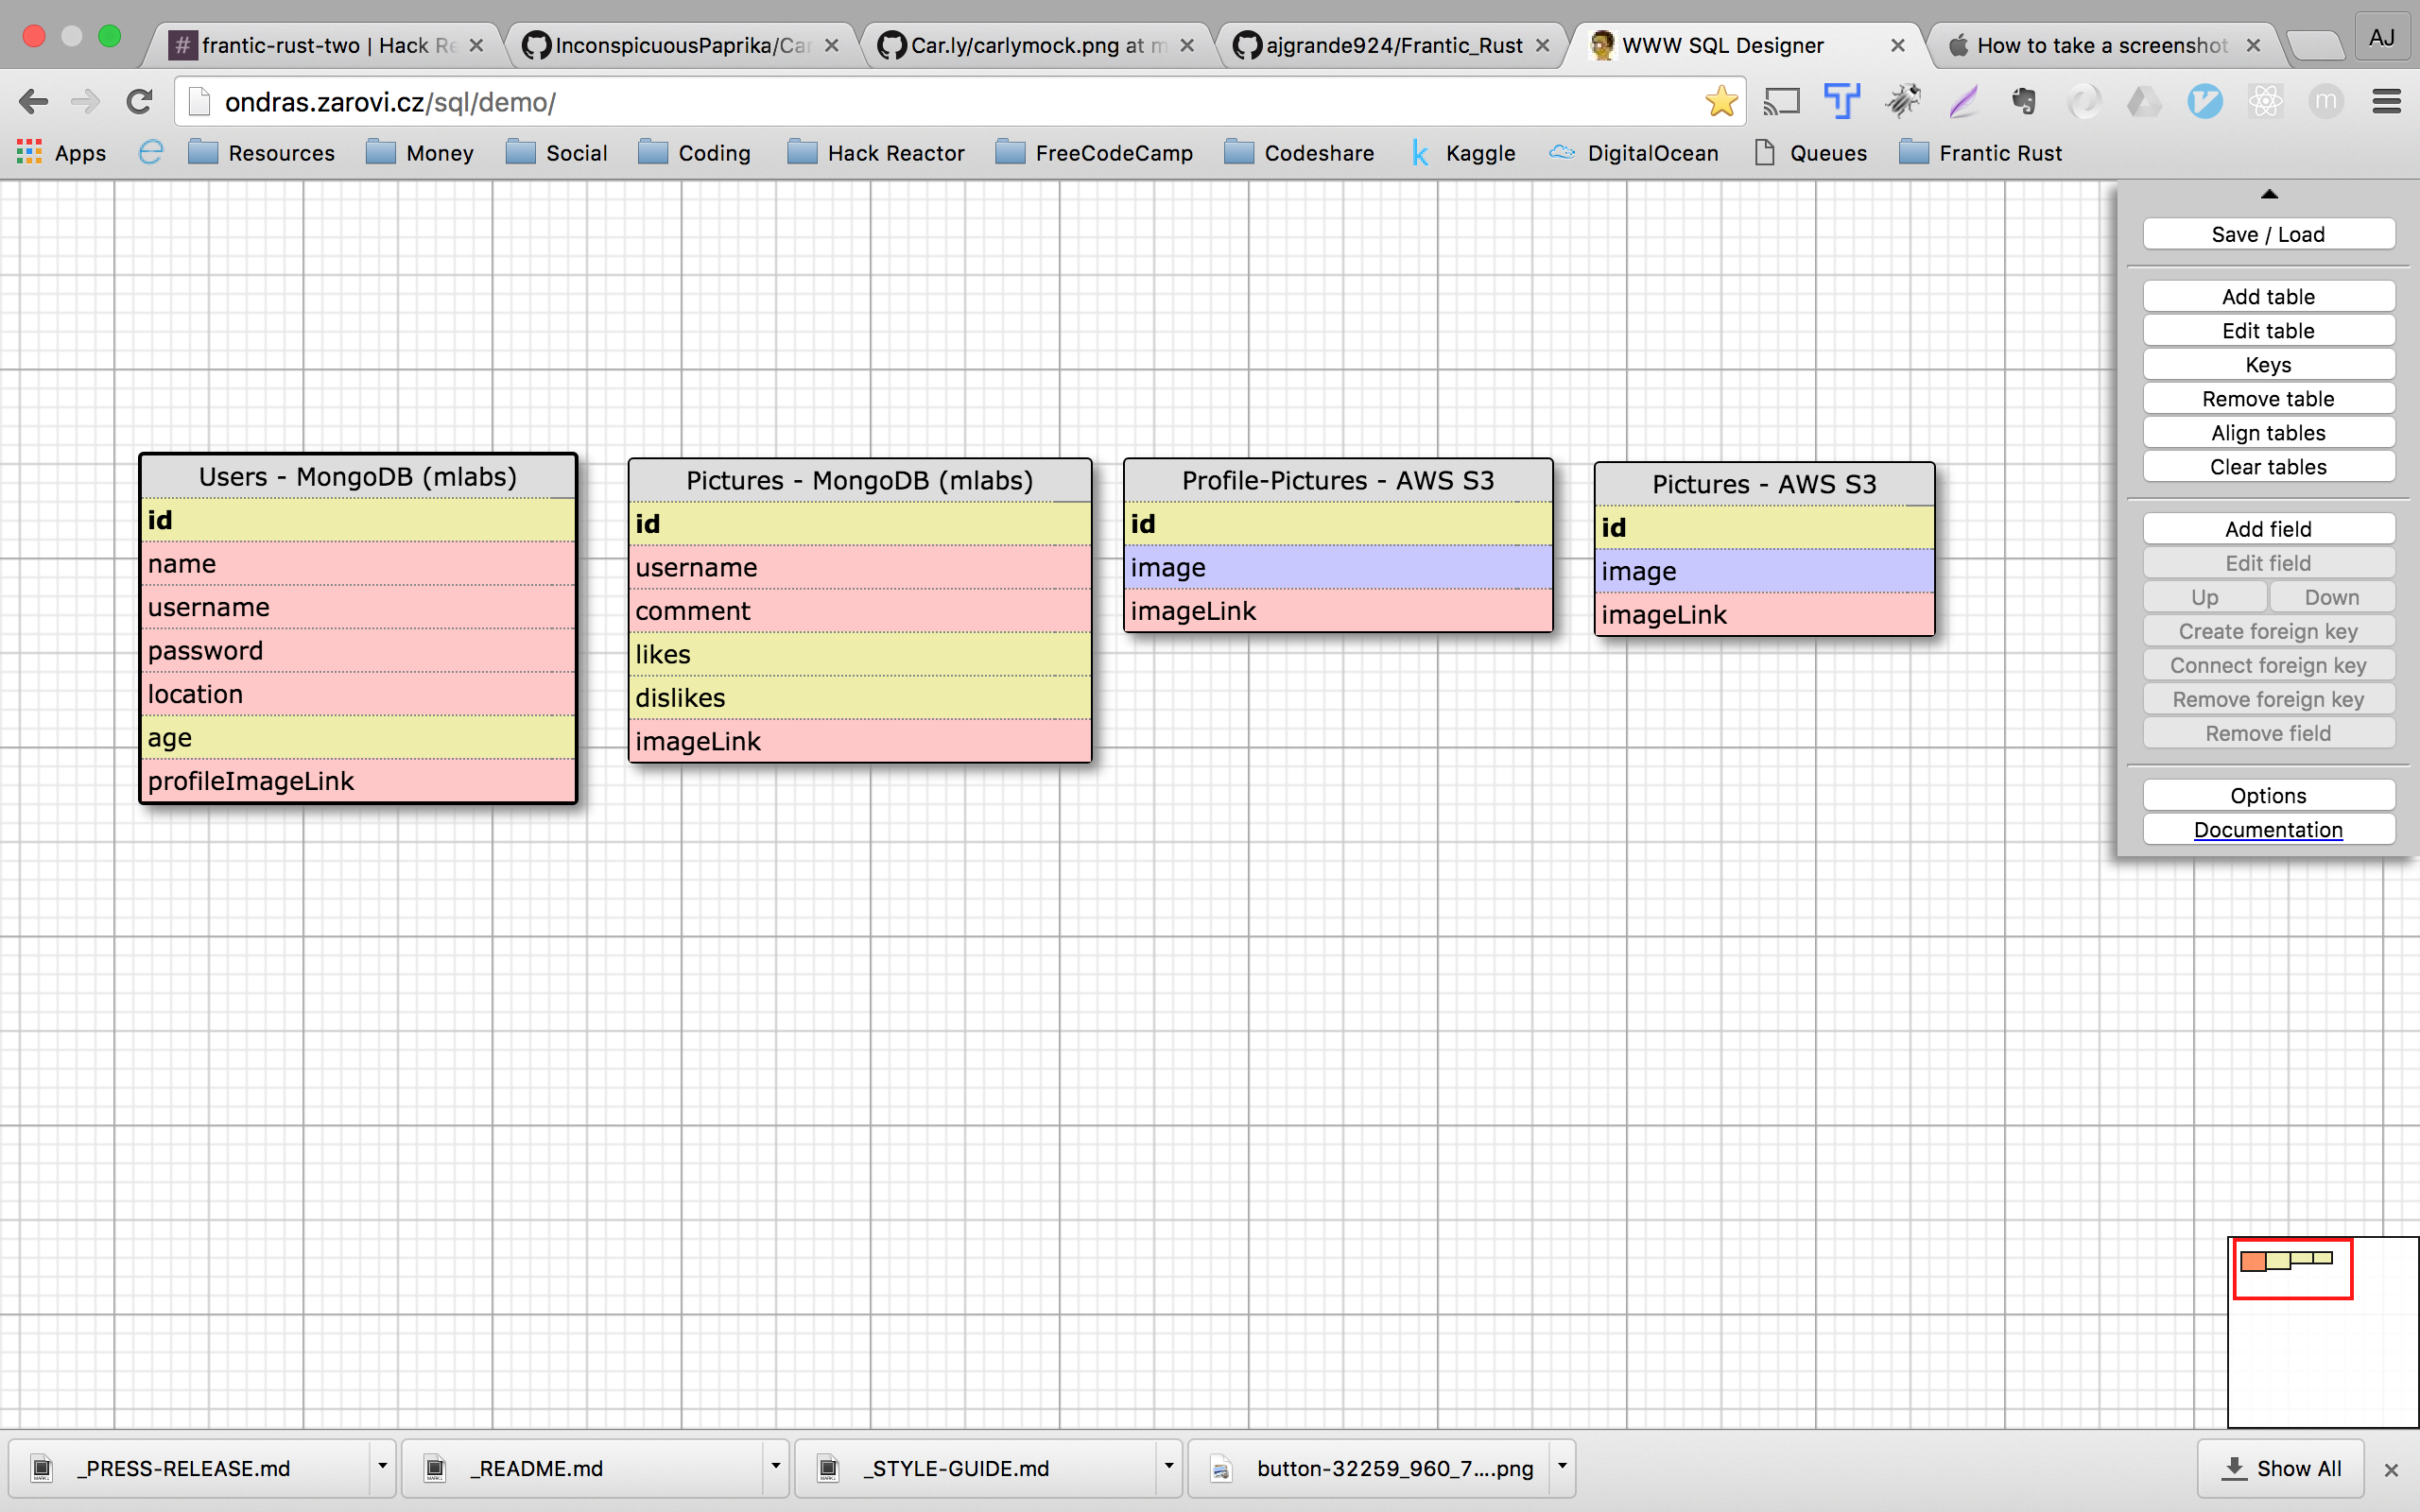 frantic-rust-two | Hack Re
InconspicuousPaprika/Car
Car.ly/carlymock.png at m
ajgrande924/Frantic_Rust
WWW SQL Designer
How to take a screenshot
AJ
ondras.zarovi.cz/sql/demo/
Apps
Resources
Money
Social
Coding
Hack Reactor
FreeCodeCamp
Codeshare
Kaggle
DigitalOcean
Queues
Frantic Rust
Users - MongoDB (mlabs)
id
name
username
password
location
age
profileImageLink
Pictures - MongoDB (mlabs)
id
username
comment
likes
dislikes
imageLink
Profile-Pictures - AWS S3
id
image
imageLink
Pictures - AWS S3
id
image
imageLink
Save / Load
Add table
Edit table
Keys
Remove table
Align tables
Clear tables
Add field
Edit field
Up
Down
Create foreign key
Connect foreign key
Remove foreign key
Remove field
Options
Documentation
_PRESS-RELEASE.md
_README.md
_STYLE-GUIDE.md
button-32259_960_7....png
Show All